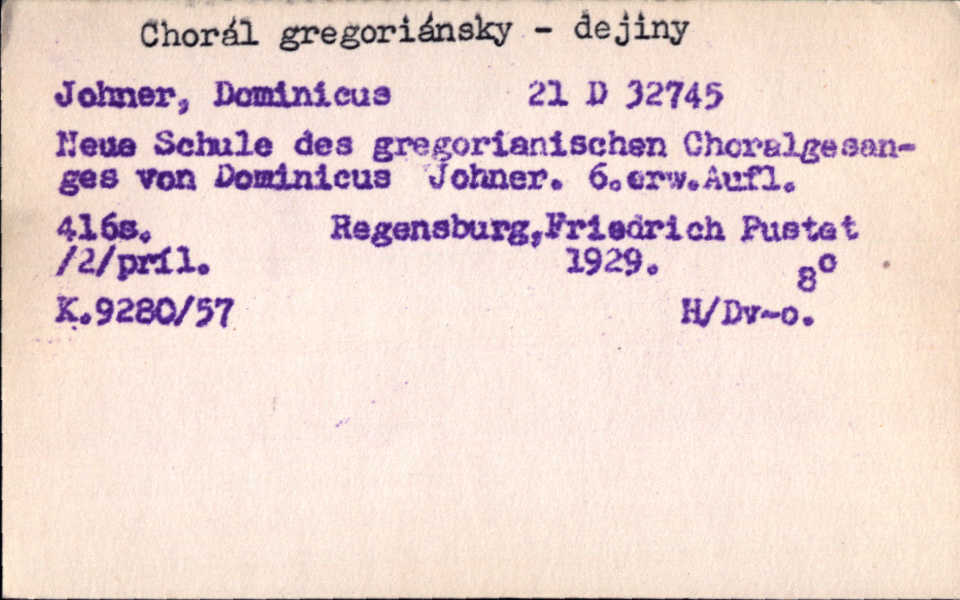 Chorál gregoriánsky - dejiny
Johner, Dominicus 21 D 32745
Neue Schule des gregorianischen Choralgesan-
ges von Dominicus Johner. 6.erw.Aufl.
416s. Regensburg,Friedrich Pustet
/2/príl. 1929. 8°
K.9280/57 H/Dv-o.